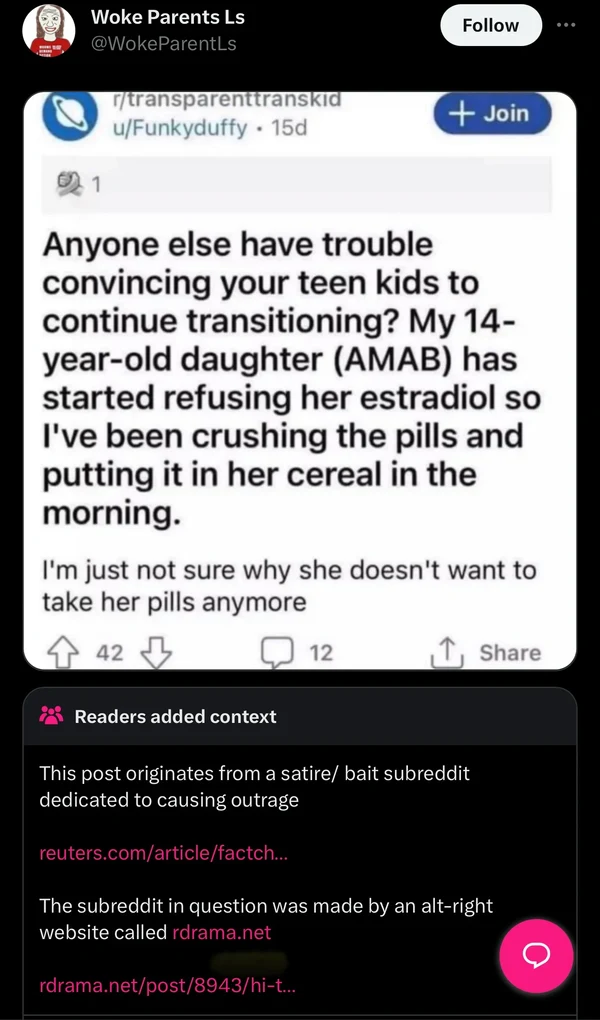 Woke Parents Ls
@WokeParentLs
Follow
r/transparenttranskid
u/Funkyduffy • 15d
+ Join
1
Anyone else have trouble
convincing your teen kids to
continue transitioning? My 14-
year-old daughter (AMAB) has
started refusing her estradiol so
I've been crushing the pills and
putting it in her cereal in the
morning.
I'm just not sure why she doesn't want to
take her pills anymore
42
12
Share
Readers added context
This post originates from a satire/ bait subreddit
dedicated to causing outrage
reuters.com/article/factch...
The subreddit in question was made by an alt-right
website called rdrama.net
rdrama.net/post/8943/hi-t...